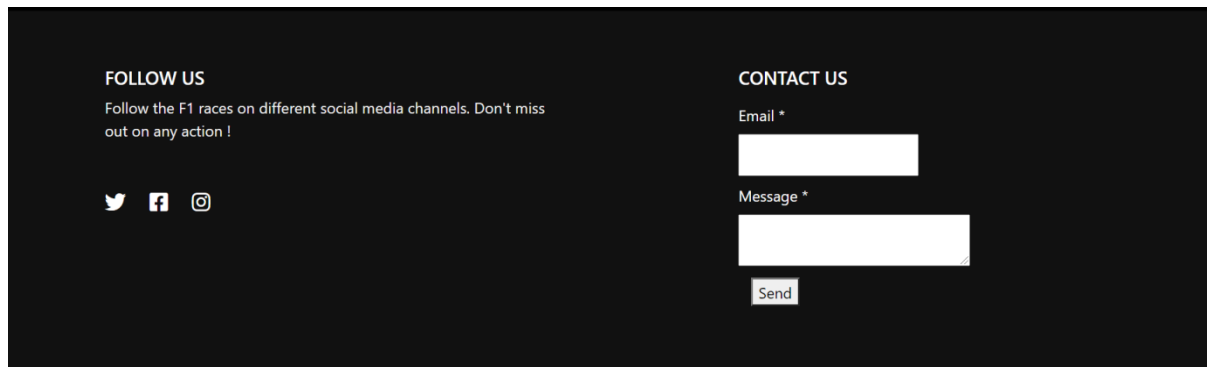 FOLLOW US
Follow the F1 races on different social media channels. Don't miss
out on any action !
CONTACT US
Email *
Message *
Send